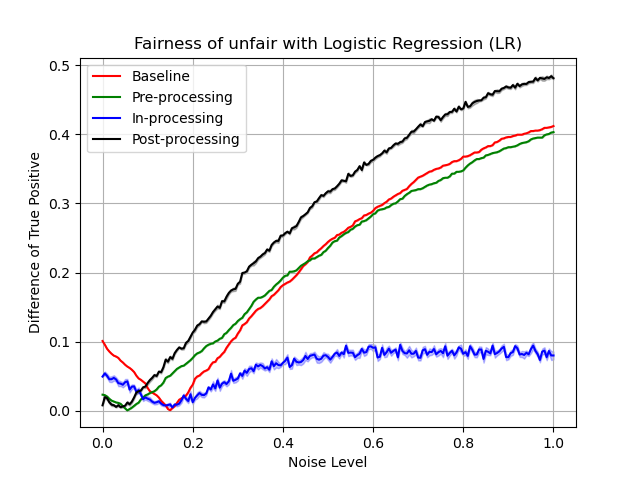 Fairness of unfair with Logistic Regression (LR)
Baseline
Pre-processing
In-processing
Post-processing
Difference of True Positive
0.5
0.4
0.3
0.2
0.1
0.0
0.0 0.2 0.4 0.6 0.8 1.0
Noise Level